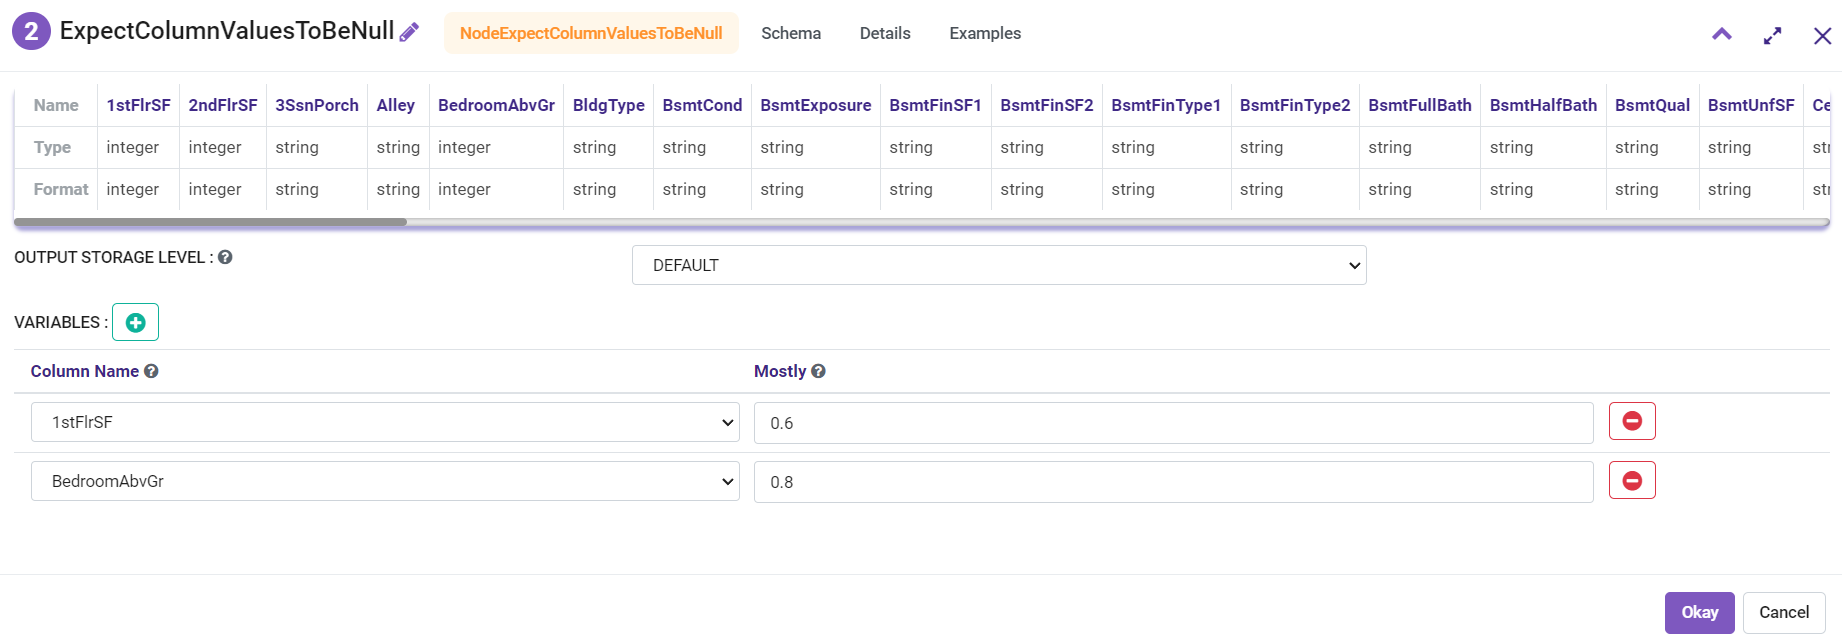 2 ExpectColumnValuesToBeNull NodeExpectColumnValuesToBeNull Schema Details Examples
Name 1stFlrSF 2ndFlrSF 3SsnPorch Alley BedroomAbvGr BldgType BsmtCond BsmtExposure BsmtFinSF1 BsmtFinSF2 BsmtFinType1 BsmtFinType2 BsmtFullBath BsmtHalfBath BsmtQual BsmtUnfSF Ce
Type integer integer string string integer string string string string string string string string string string string str
Format integer integer string string integer string string string string string string string string string string string str
OUTPUT STORAGE LEVEL : DEFAULT
VARIABLES :
Column Name Mostly
1stFlrSF 0.6
BedroomAbvGr 0.8
Okay Cancel